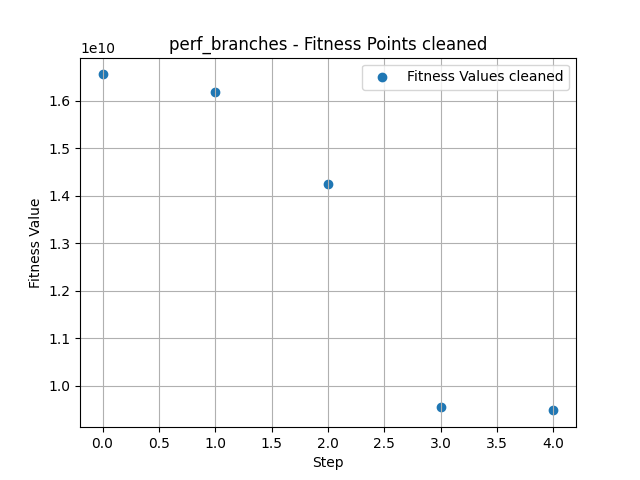 perf_branches - Fitness Points cleaned
1e10
Fitness Values cleaned
1.6
1.5
1.4
1.3
1.2
1.1
1.0
Fitness Value
0.0 0.5 1.0 1.5 2.0 2.5 3.0 3.5 4.0
Step